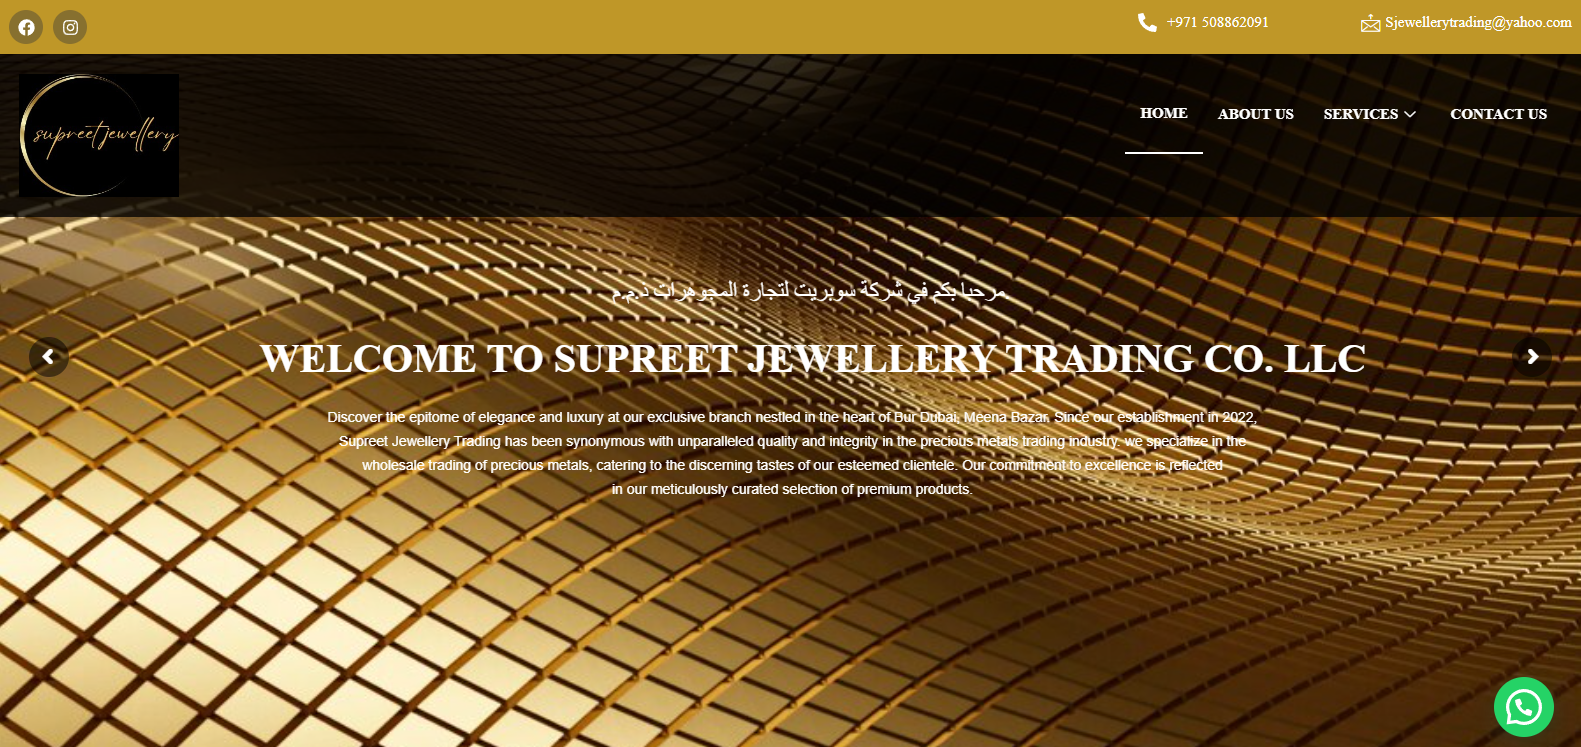 +971 508862091
Sjewellerytrading@yahoo.com
supreet jewellery
HOME
ABOUT US
SERVICES
CONTACT US
مرحبا بكم في شركة سوبريت لتجارة المجوهرات ذ.م.م.
WELCOME TO SUPREET JEWELLERY TRADING CO. LLC
Discover the epitome of elegance and luxury at our exclusive branch nestled in the heart of Bur Dubai, Meena Bazar. Since our establishment in 2022,
Supreet Jewellery Trading has been synonymous with unparalleled quality and integrity in the precious metals trading industry. we specialize in the
wholesale trading of precious metals, catering to the discerning tastes of our esteemed clientele. Our commitment to excellence is reflected
in our meticulously curated selection of premium products.